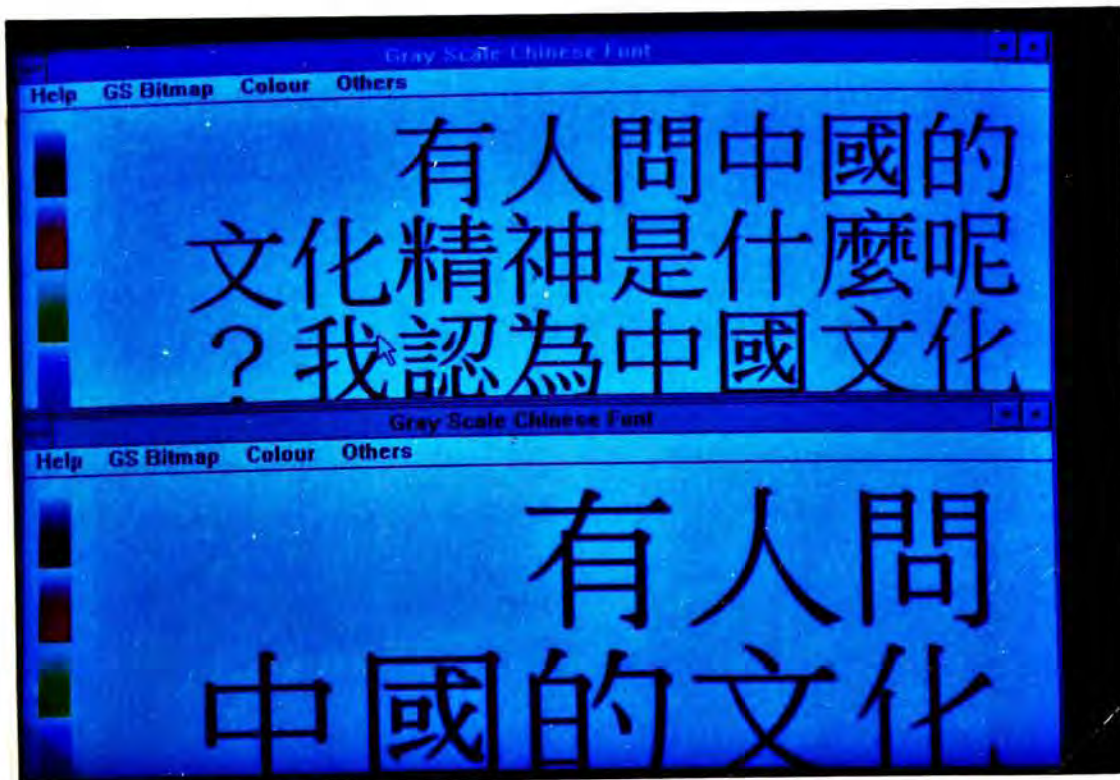 Gray Scale Chinese Font
Help GS Bitmap Colour Others
有人問中國的
文化精神是什麼呢
？我認為中國文化
Gray Scale Chinese Font
Help GS Bitmap Colour Others
有人問
中國的文化